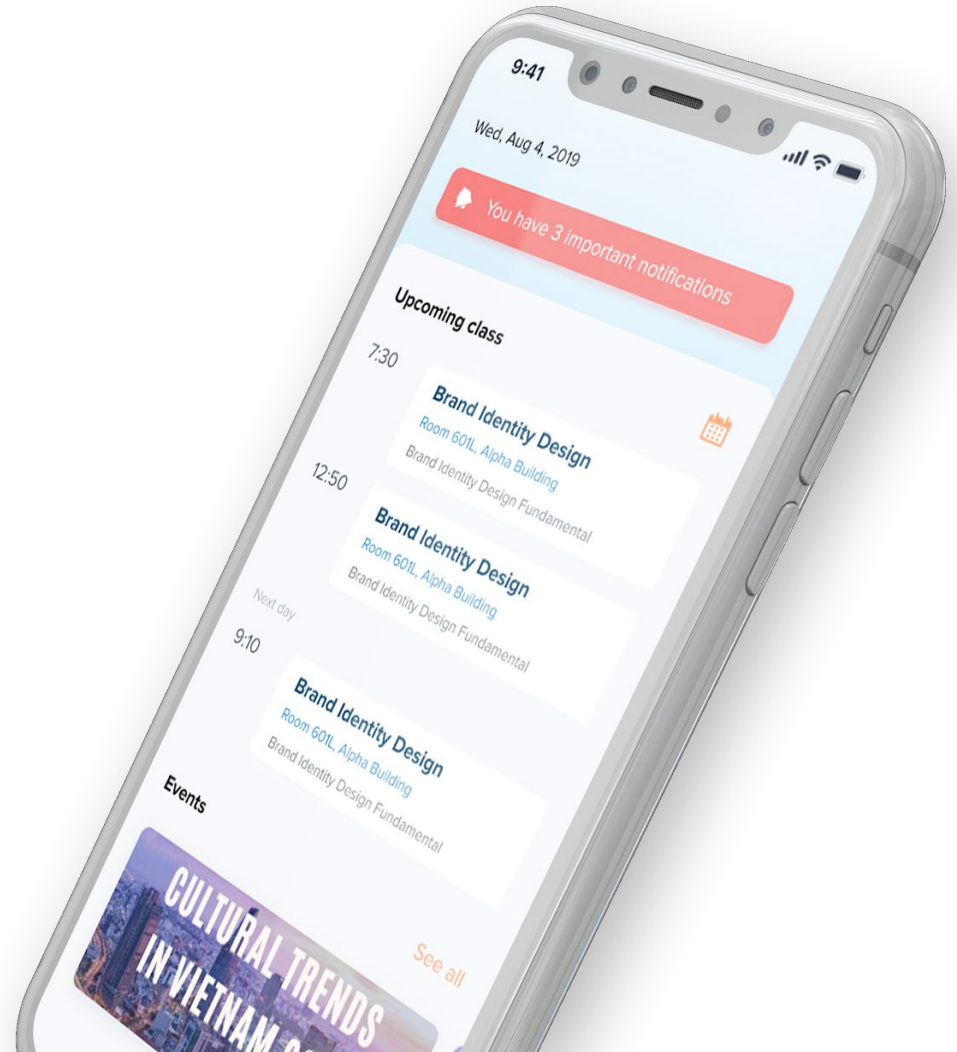 9:41
Wed, Aug 4, 2019
You have 3 important notifications
Upcoming class
7:30
Brand Identity Design
Room 601L, Alpha Building
Brand Identity Design Fundamental
12:50
Brand Identity Design
Room 601L, Alpha Building
Brand Identity Design Fundamental
Next day
9:10
Brand Identity Design
Room 601L, Alpha Building
Brand Identity Design Fundamental
Events
See all
CULTURAL TRENDS
IN VIETNAM